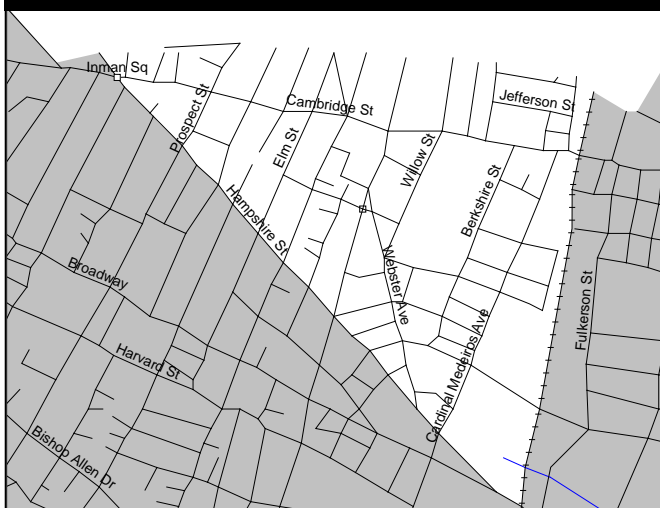 Inman Sq
Jefferson St
Cambridge St
Prospect St
Elm St
Willow St
Berkshire St
Hampshire St
Broadway
Webster Ave
Fulkerson St
Harvard St
Cardinal Medeiros Ave
Bishop Allen Dr